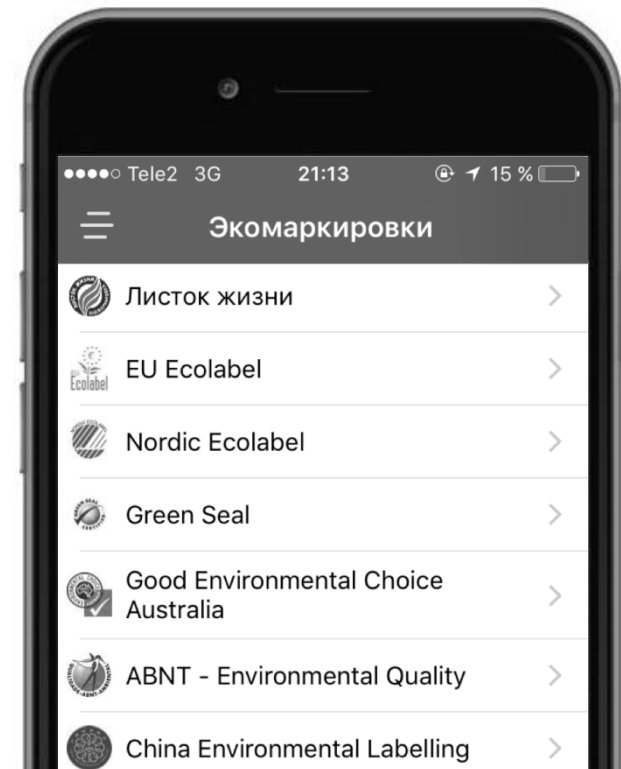 Tele2 3G 21:13 15 %
Экомаркировки
Листок жизни
Ecolabel
EU Ecolabel
Nordic Ecolabel
Green Seal
Good Environmental Choice
Australia
ABNT - Environmental Quality
China Environmental Labelling